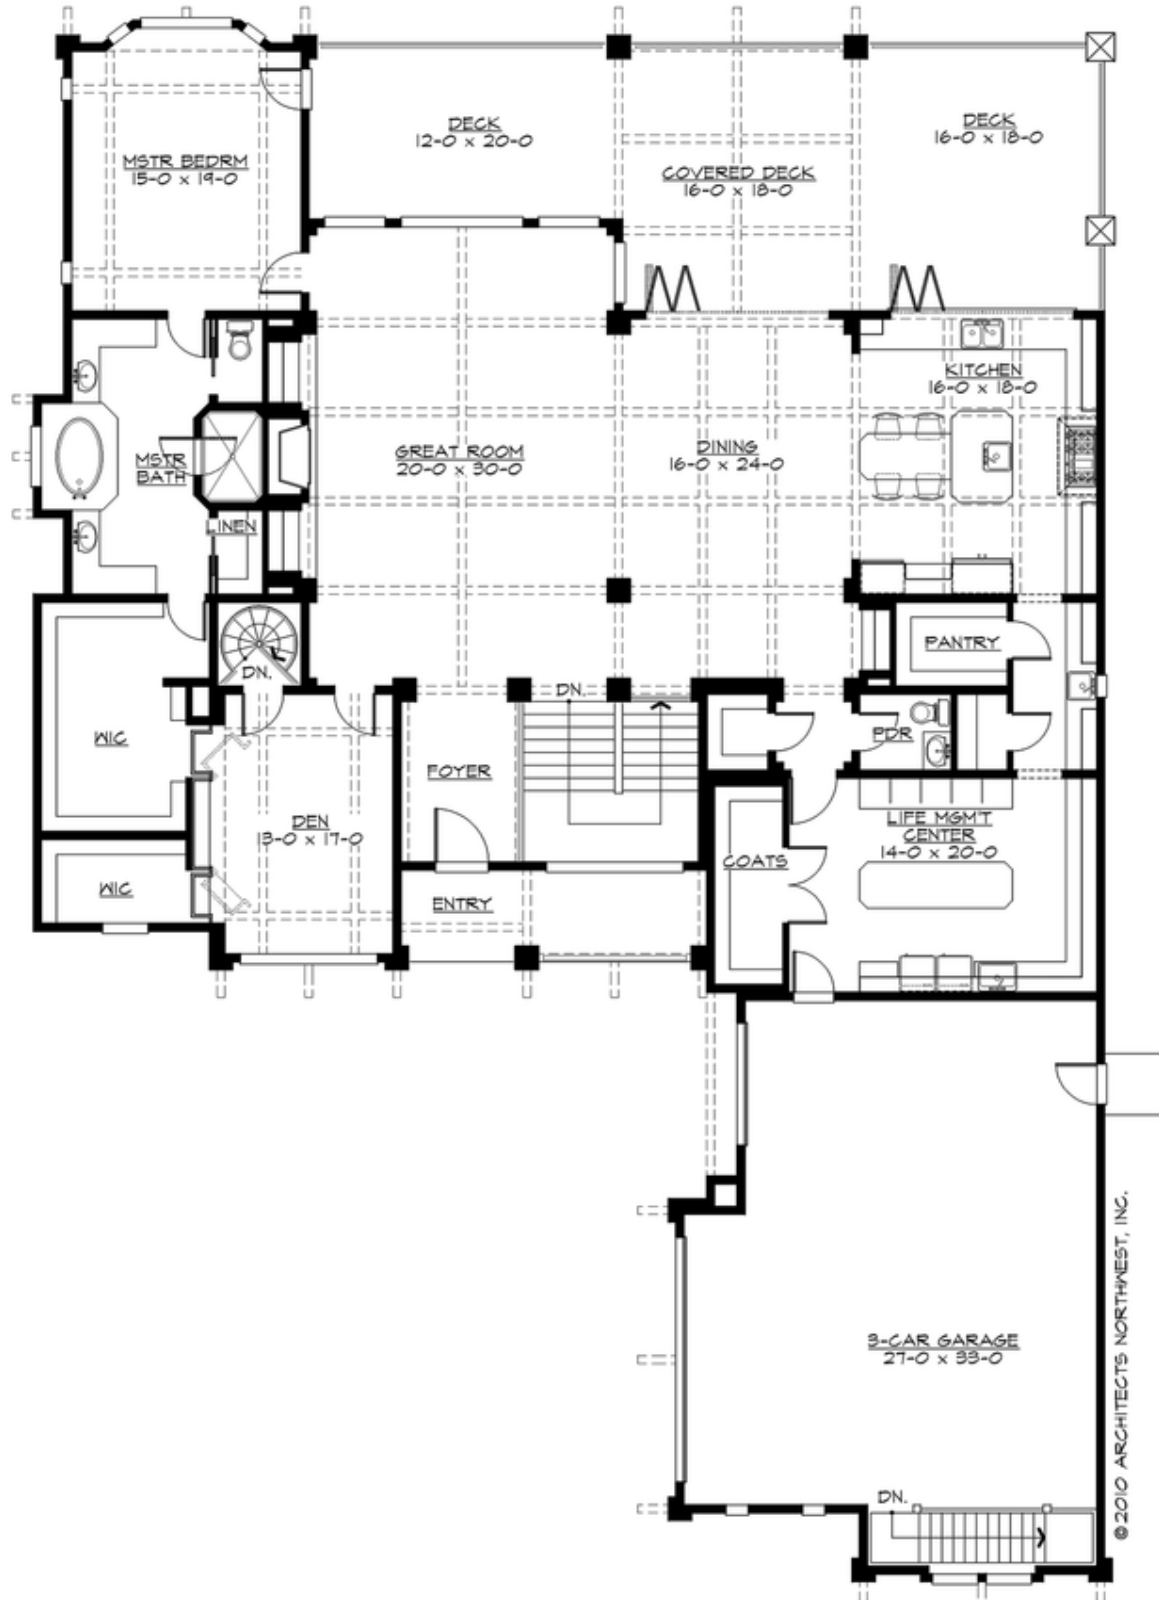 DECK
12-0 x 20-0
DECK
16-0 x 18-0
MSTR BEDRM
15-0 x 19-0
COVERED DECK
16-0 x 18-0
KITCHEN
16-0 x 18-0
GREAT ROOM
20-0 x 30-0
DINING
16-0 x 24-0
MSTR
BATH
LINEN
PANTRY
DN.
DN.
WIC
FOYER
PDR
DEN
13-0 x 17-0
LIFE MGM'T
CENTER
14-0 x 20-0
COATS
WIC
ENTRY
3-CAR GARAGE
27-0 x 33-0
DN.
©2010 ARCHITECTS NORTHWEST, INC.